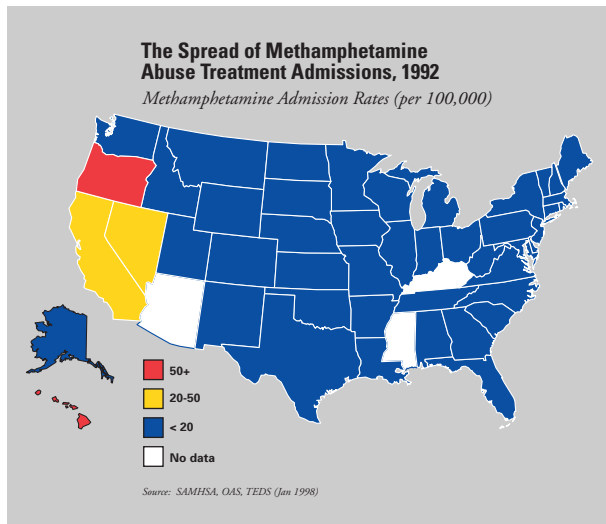 The Spread of Methamphetamine
Abuse Treatment Admissions, 1992
Methamphetamine Admission Rates (per 100,000)
50+
20-50
< 20
No data
Source: SAMHSA, OAS, TEDS (Jan 1998)